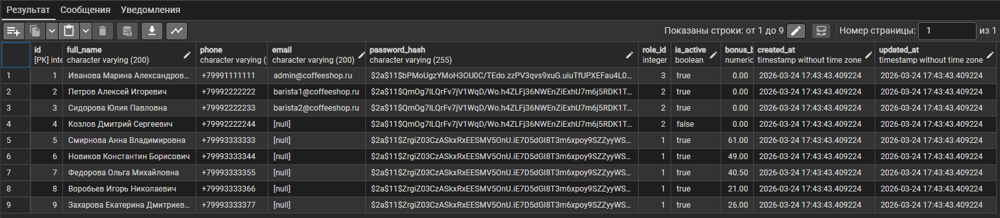 Результат Сообщения Уведомления
Показаны строки: от 1 до 9 Номер страницы: 1 из 1
id full_name phone email password_hash role_id is_active bonus_b created_at updated_at
[PK] inte character varying (200) character varying (2 character varying (200) character varying (255) integer boolean numeric timestamp without time zone timestamp without time zone
1 1 Иванова Марина Александров... +79991111111 admin@coffeeshop.ru $2a$11$bPMoUgzYMoH3OU0C/TEdo.zzPV3qvs9xuG.uiuTfUPXEFau4L0... 3 true 0.00 2026-03-24 17:43:43.409224 2026-03-24 17:43:43.409224
2 2 Петров Алексей Игоревич +79992222222 barista1@coffeeshop.ru $2a$11$QmOg7ILQrFv7jV1WqD/Wo.h4ZLFj36NWEnZiExhU7m6j5RDK1T... 2 true 0.00 2026-03-24 17:43:43.409224 2026-03-24 17:43:43.409224
3 3 Сидорова Юлия Павловна +79992222233 barista2@coffeeshop.ru $2a$11$QmOg7ILQrFv7jV1WqD/Wo.h4ZLFj36NWEnZiExhU7m6j5RDK1T... 2 true 0.00 2026-03-24 17:43:43.409224 2026-03-24 17:43:43.409224
4 4 Козлов Дмитрий Сергеевич +79992222244 [null] $2a$11$QmOg7ILQrFv7jV1WqD/Wo.h4ZLFj36NWEnZiExhU7m6j5RDK1T... 2 false 0.00 2026-03-24 17:43:43.409224 2026-03-24 17:43:43.409224
5 5 Смирнова Анна Владимировна +79993333333 [null] $2a$11$ZrgiZ03CzASkxRxEESMV5OnU.iE7D5dGI8T3m6xpoy9SZZyyWS... 1 true 61.00 2026-03-24 17:43:43.409224 2026-03-24 17:43:43.409224
6 6 Новиков Константин Борисович +79993333344 [null] $2a$11$ZrgiZ03CzASkxRxEESMV5OnU.iE7D5dGI8T3m6xpoy9SZZyyWS... 1 true 49.00 2026-03-24 17:43:43.409224 2026-03-24 17:43:43.409224
7 7 Федорова Ольга Михайловна +79993333355 [null] $2a$11$ZrgiZ03CzASkxRxEESMV5OnU.iE7D5dGI8T3m6xpoy9SZZyyWS... 1 true 40.50 2026-03-24 17:43:43.409224 2026-03-24 17:43:43.409224
8 8 Воробьев Игорь Николаевич +79993333366 [null] $2a$11$ZrgiZ03CzASkxRxEESMV5OnU.iE7D5dGI8T3m6xpoy9SZZyyWS... 1 true 21.00 2026-03-24 17:43:43.409224 2026-03-24 17:43:43.409224
9 9 Захарова Екатерина Дмитриев... +79993333377 [null] $2a$11$ZrgiZ03CzASkxRxEESMV5OnU.iE7D5dGI8T3m6xpoy9SZZyyWS... 1 true 26.00 2026-03-24 17:43:43.409224 2026-03-24 17:43:43.409224